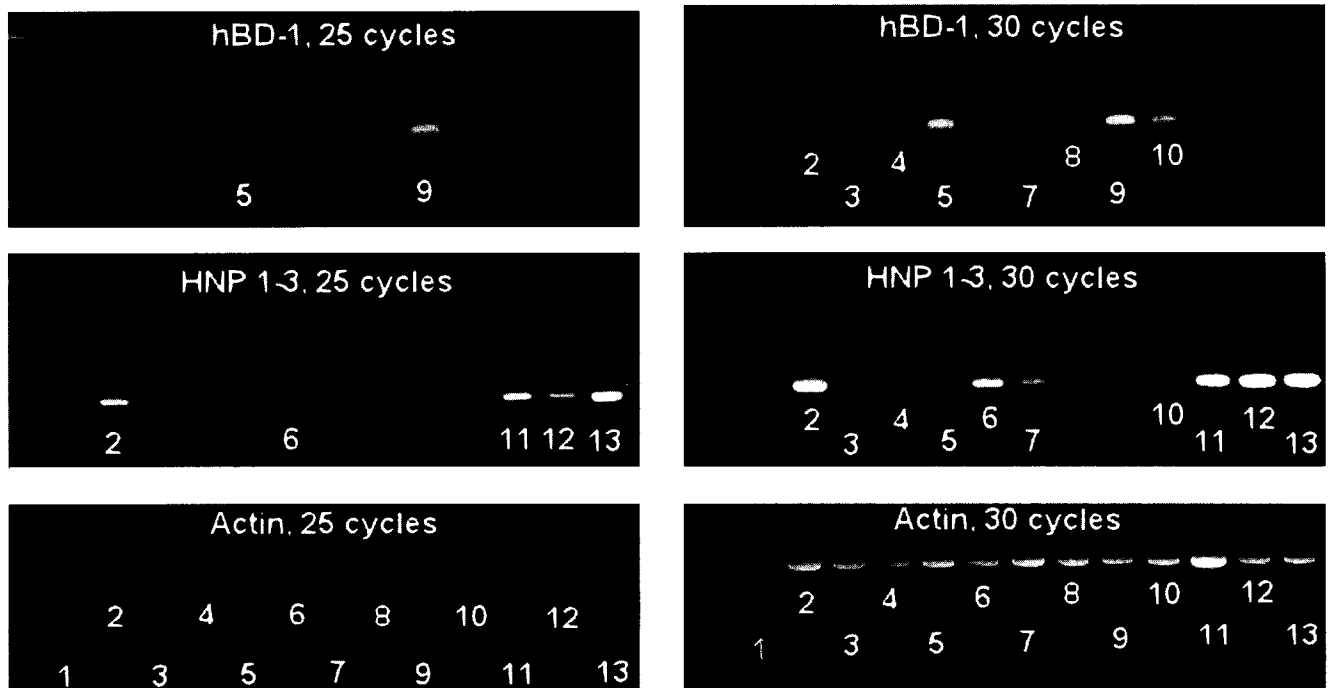 hBD-1, 25 cycles
5 9
hBD-1, 30 cycles
2 4 8 10
3 5 7 9
HNP 1-3, 25 cycles
2 6 11 12 13
HNP 1-3, 30 cycles
2 4 6 10 12
3 5 7 11 13
Actin, 25 cycles
2 4 6 8 10 12
1 3 5 7 9 11 13
Actin, 30 cycles
2 4 6 8 10 12
1 3 5 7 9 11 13